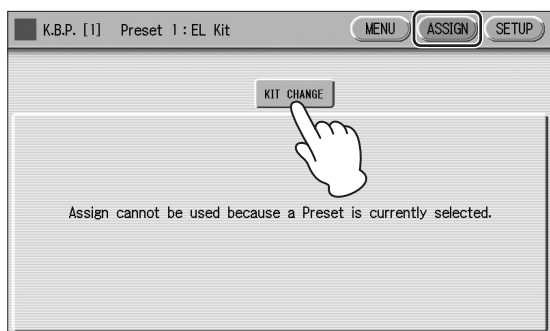 K.B.P. [1] Preset 1:EL Kit MENU ASSIGN SETUP
KIT CHANGE
Assign cannot be used because a Preset is currently selected.